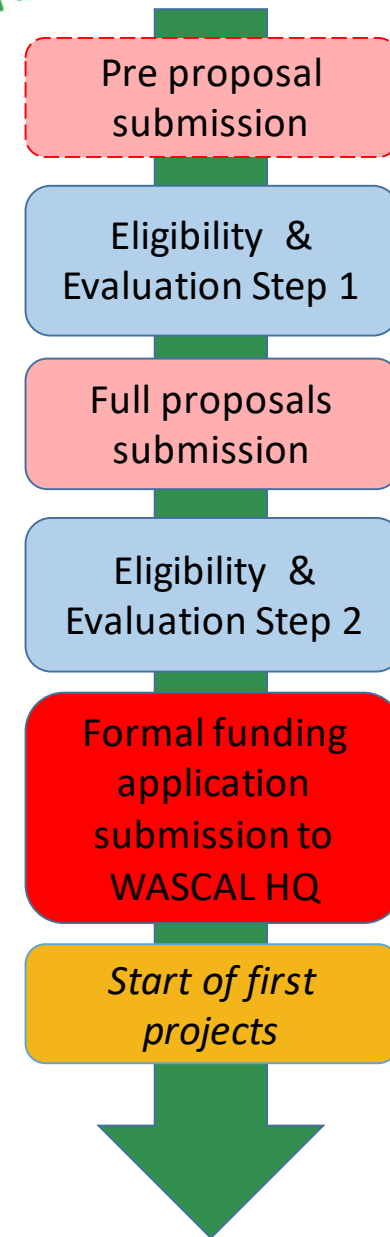 Pre proposal
submission
Eligibility &
Evaluation Step 1
Full proposals
submission
Eligibility &
Evaluation Step 2
Formal funding
application
submission to
WASCAL HQ
Start of first
projects